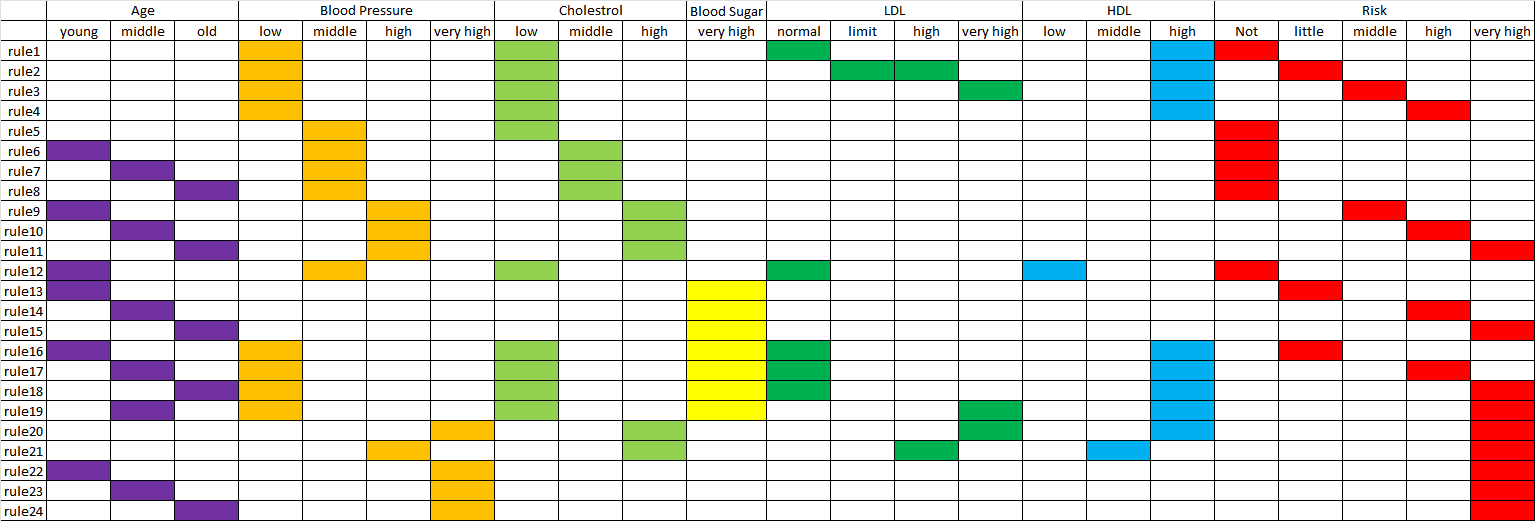 Age Blood Pressure Cholestrol Blood Sugar LDL HDL Risk
young middle old low middle high very high low middle high very high normal limit high very high low middle high Not little middle high very high
rule1
rule2
rule3
rule4
rule5
rule6
rule7
rule8
rule9
rule10
rule11
rule12
rule13
rule14
rule15
rule16
rule17
rule18
rule19
rule20
rule21
rule22
rule23
rule24